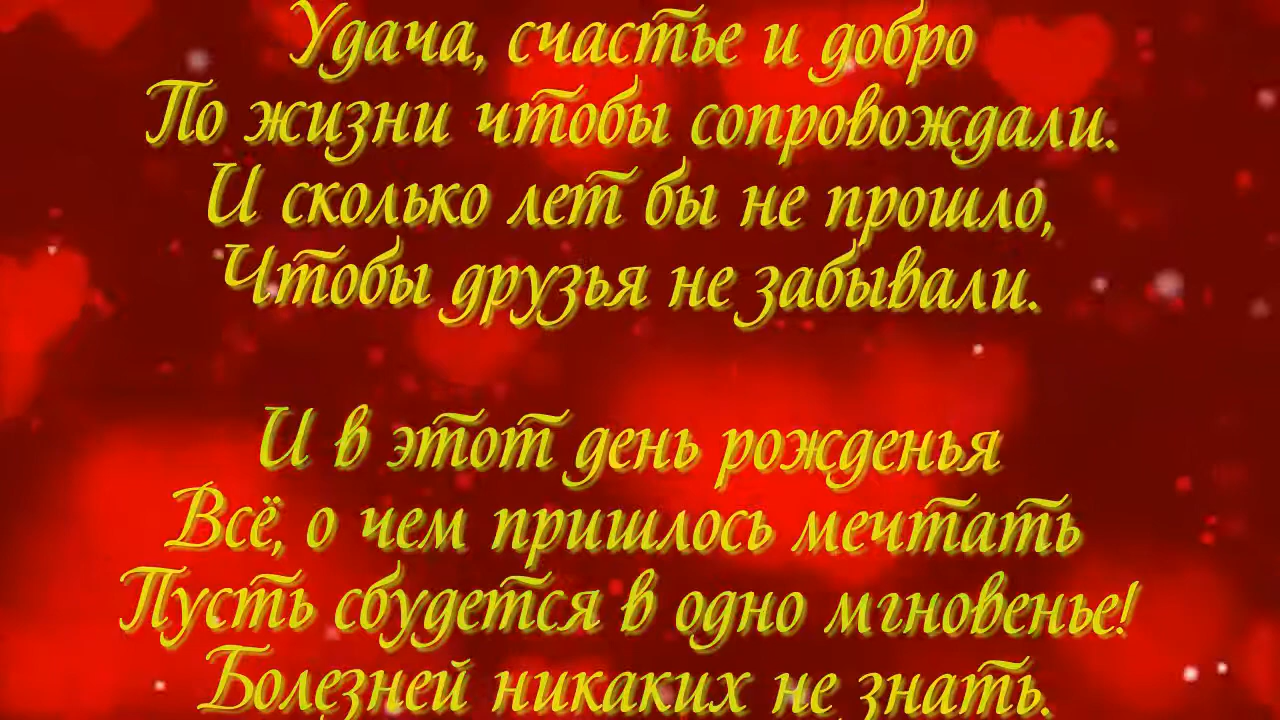 Удача, счастье и добро
По жизни чтобы сопровождали.
И сколько лет бы не прошло,
Чтобы друзья не забывали.
И в этот день рожденья
Всё, о чем пришлось мечтать
Пусть сбудется в одно мгновенье!
Болезней никаких не знать.